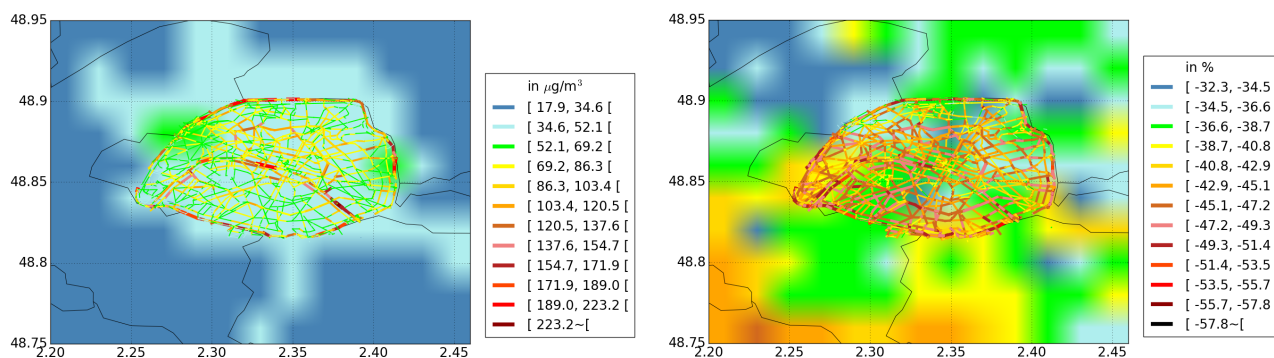 48.95
48.9
48.85
48.8
48.75
2.20 2.25 2.30 2.35 2.40 2.45
in μg/m³
[ 17.9, 34.6 [
[ 34.6, 52.1 [
[ 52.1, 69.2 [
[ 69.2, 86.3 [
[ 86.3, 103.4 [
[ 103.4, 120.5 [
[ 120.5, 137.6 [
[ 137.6, 154.7 [
[ 154.7, 171.9 [
[ 171.9, 189.0 [
[ 189.0, 223.2 [
[ 223.2~[
48.95
48.9
48.85
48.8
48.75
2.20 2.25 2.30 2.35 2.40 2.45
in %
[ -32.3, -34.5
[ -34.5, -36.6
[ -36.6, -38.7
[ -38.7, -40.8
[ -40.8, -42.9
[ -42.9, -45.1
[ -45.1, -47.2
[ -47.2, -49.3
[ -49.3, -51.4
[ -51.4, -53.5
[ -53.5, -55.7
[ -55.7, -57.8
[ -57.8~[